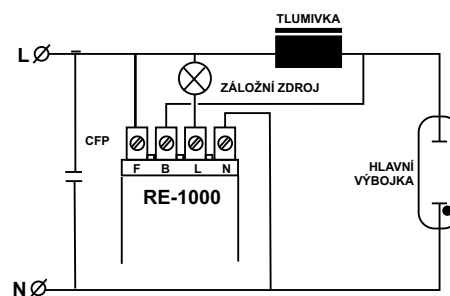 TLUMIVKA
L
ZÁLOŽNÍ ZDROJ
CFP
F B L N
RE-1000
HLAVNÍ
VÝBOJKA
N